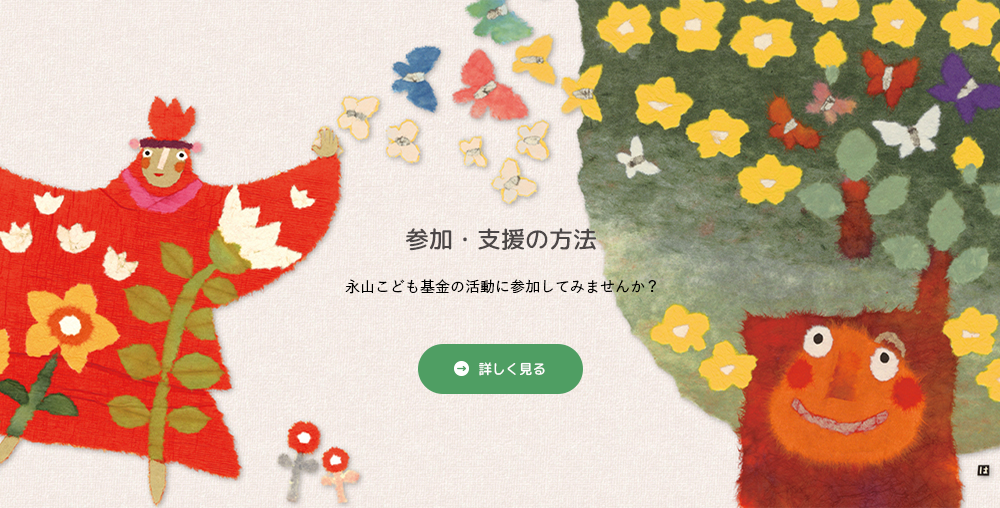 参加・支援の方法
永山こども基金の活動に参加してみませんか？
詳しく見る
は